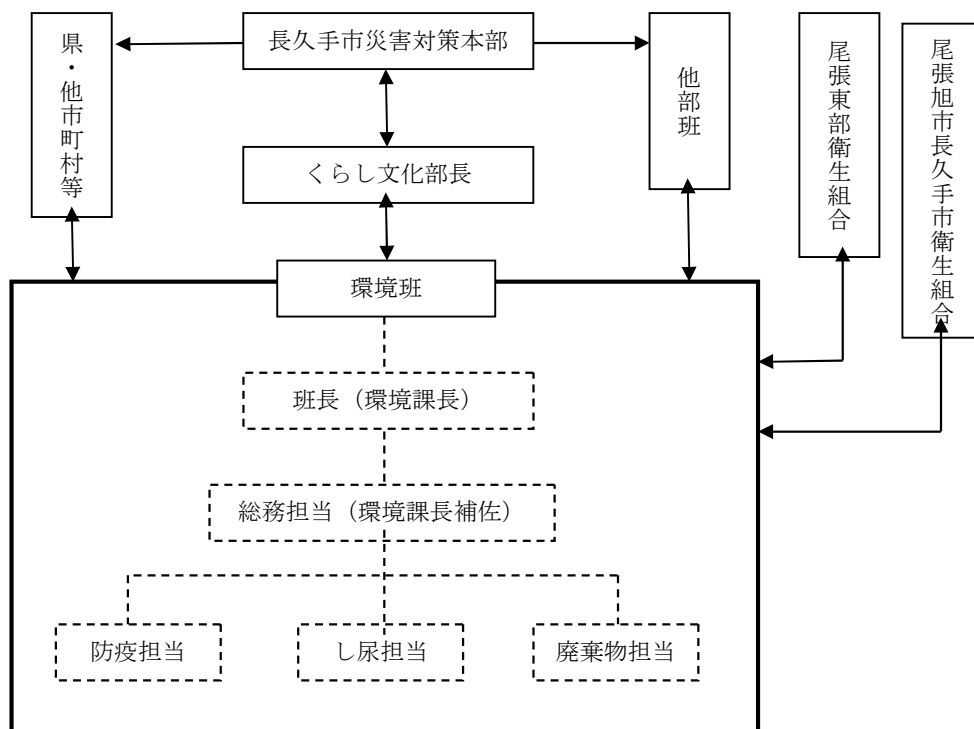 県・他市町村等
長久手市災害対策本部
他部班
尾張東部衛生組合
尾張旭市長久手市衛生組合
くらし文化部長
環境班
班長（環境課長）
総務担当（環境課長補佐）
防疫担当
し尿担当
廃棄物担当